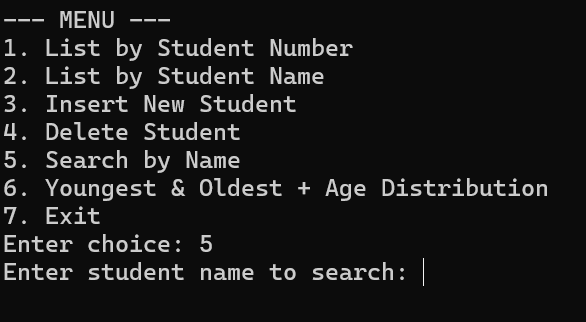 --- MENU ---
1. List by Student Number
2. List by Student Name
3. Insert New Student
4. Delete Student
5. Search by Name
6. Youngest & Oldest + Age Distribution
7. Exit
Enter choice: 5
Enter student name to search: